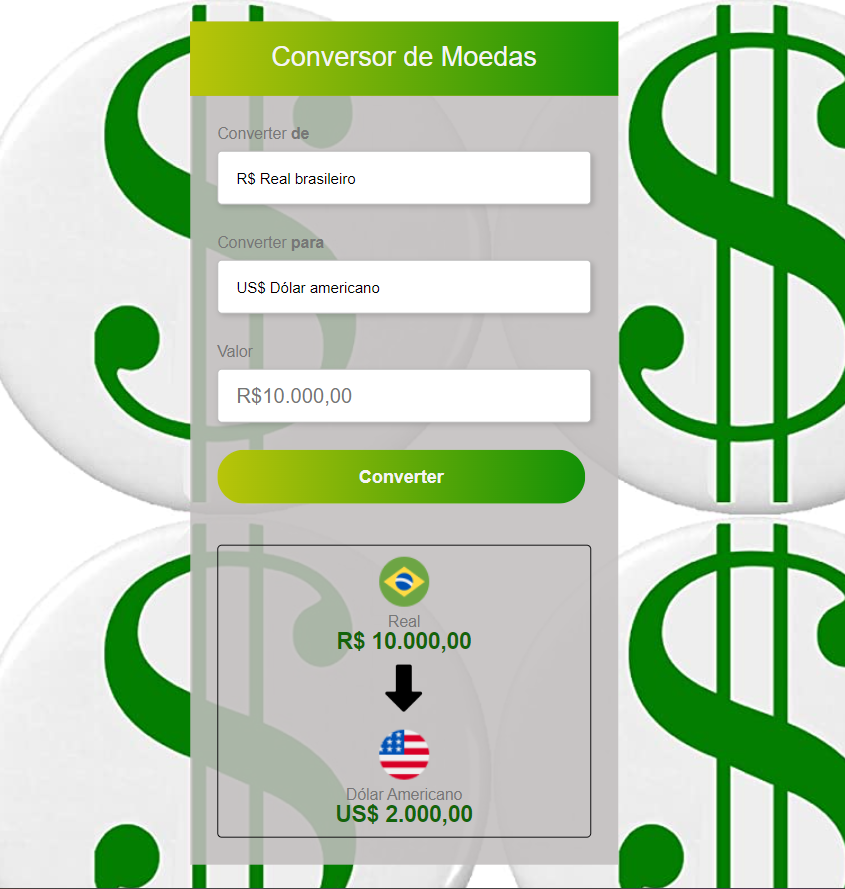 Conversor de Moedas
Converter de
R$ Real brasileiro
Converter para
US$ Dólar americano
Valor
R$10.000,00
Converter
Real
R$ 10.000,00
Dólar Americano
US$ 2.000,00